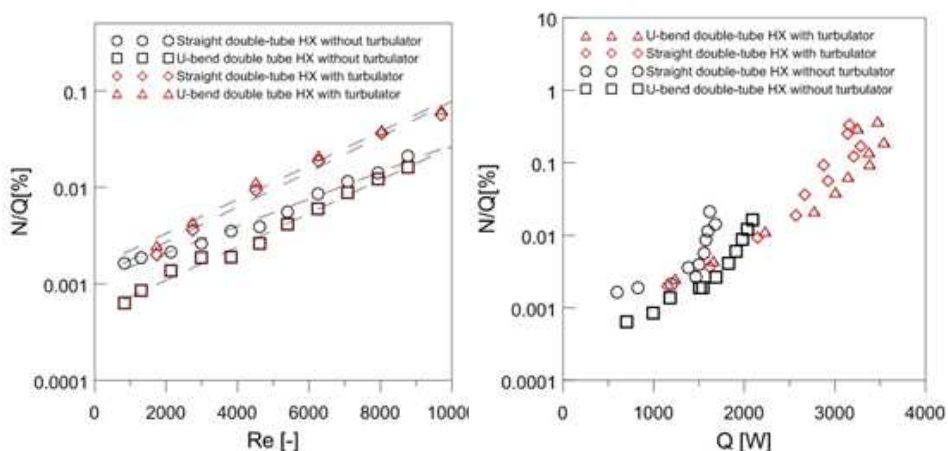 Straight double-tube HX without turbulator
U-bend double tube HX without turbulator
Straight double-tube HX with turbulator
U-bend double tube HX with turbulator
0.1
0.01
0.001
0.0001
N/Q[%]
0
2000
4000
6000
8000
10000
Re [-]
U-bend double-tube HX with turbulator
Straight double-tube HX with turbulator
Straight double-tube HX without turbulator
U-bend double-tube HX without turbulator
10
1
0.1
0.01
0.001
0.0001
N/Q[%]
0
1000
2000
3000
4000
Q [W]